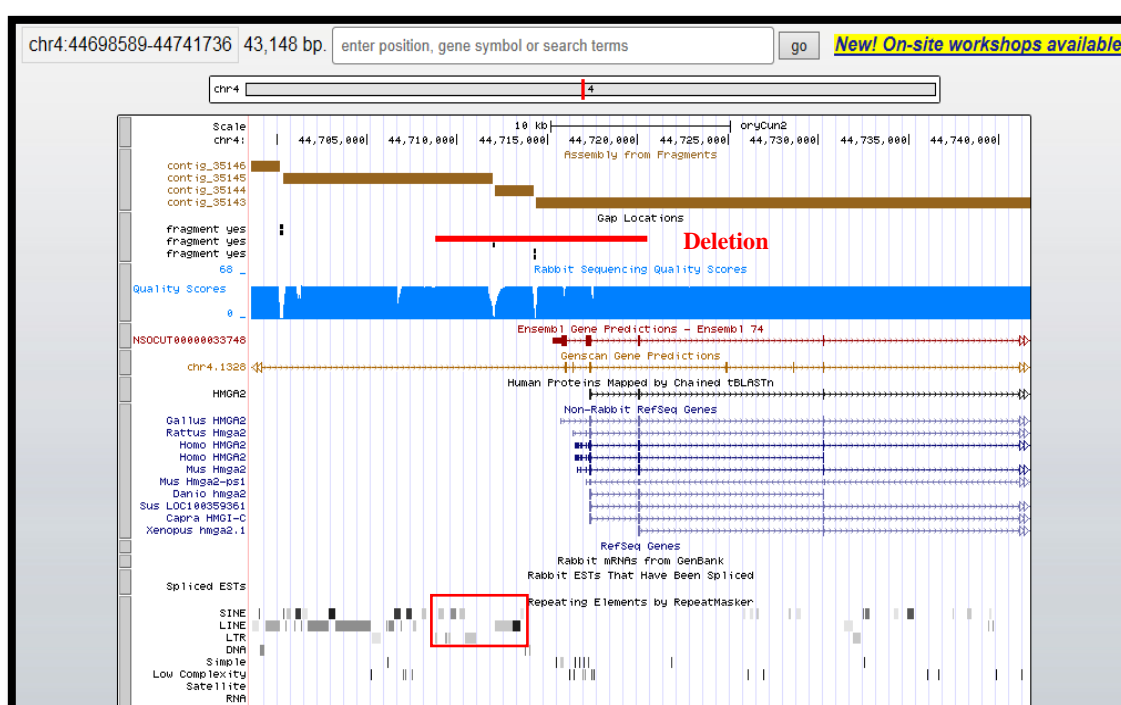 chr4:44698589-44741736 43,148 bp. enter position, gene symbol or search terms go New! On-site workshops available
chr4 4
Scale 10 kb oryCun2
chr4: 44,705,000 44,710,000 44,715,000 44,720,000 44,725,000 44,730,000 44,735,000 44,740,000
Assembly from Fragments
contig_35146
contig_35145
contig_35144
contig_35143
Gap Locations
fragment yes
fragment yes
Deletion
fragment yes
68 _ Rabbit Sequencing Quality Scores
Quality Scores
0 _
Ensembl Gene Predictions - Ensembl 74
NSOCUT00000033748
Genscan Gene Predictions
chr4.1328
Human Proteins Mapped by Chained tBLASTn
HMGA2
Non-Rabbit RefSeq Genes
Gallus HMGA2
Rattus Hmga2
Homo HMGA2
Homo HMGA2
Mus Hmga2
Mus Hmga2-ps1
Danio hmga2
Sus LOC100359361
Capra HMGI-C
Xenopus hmga2.1
RefSeq Genes
Rabbit mRNAs from GenBank
Rabbit ESTs That Have Been Spliced
Spliced ESTs
Repeating Elements by RepeatMasker
SINE
LINE
LTR
DNA
Simple
Low Complexity
Satellite
RNA